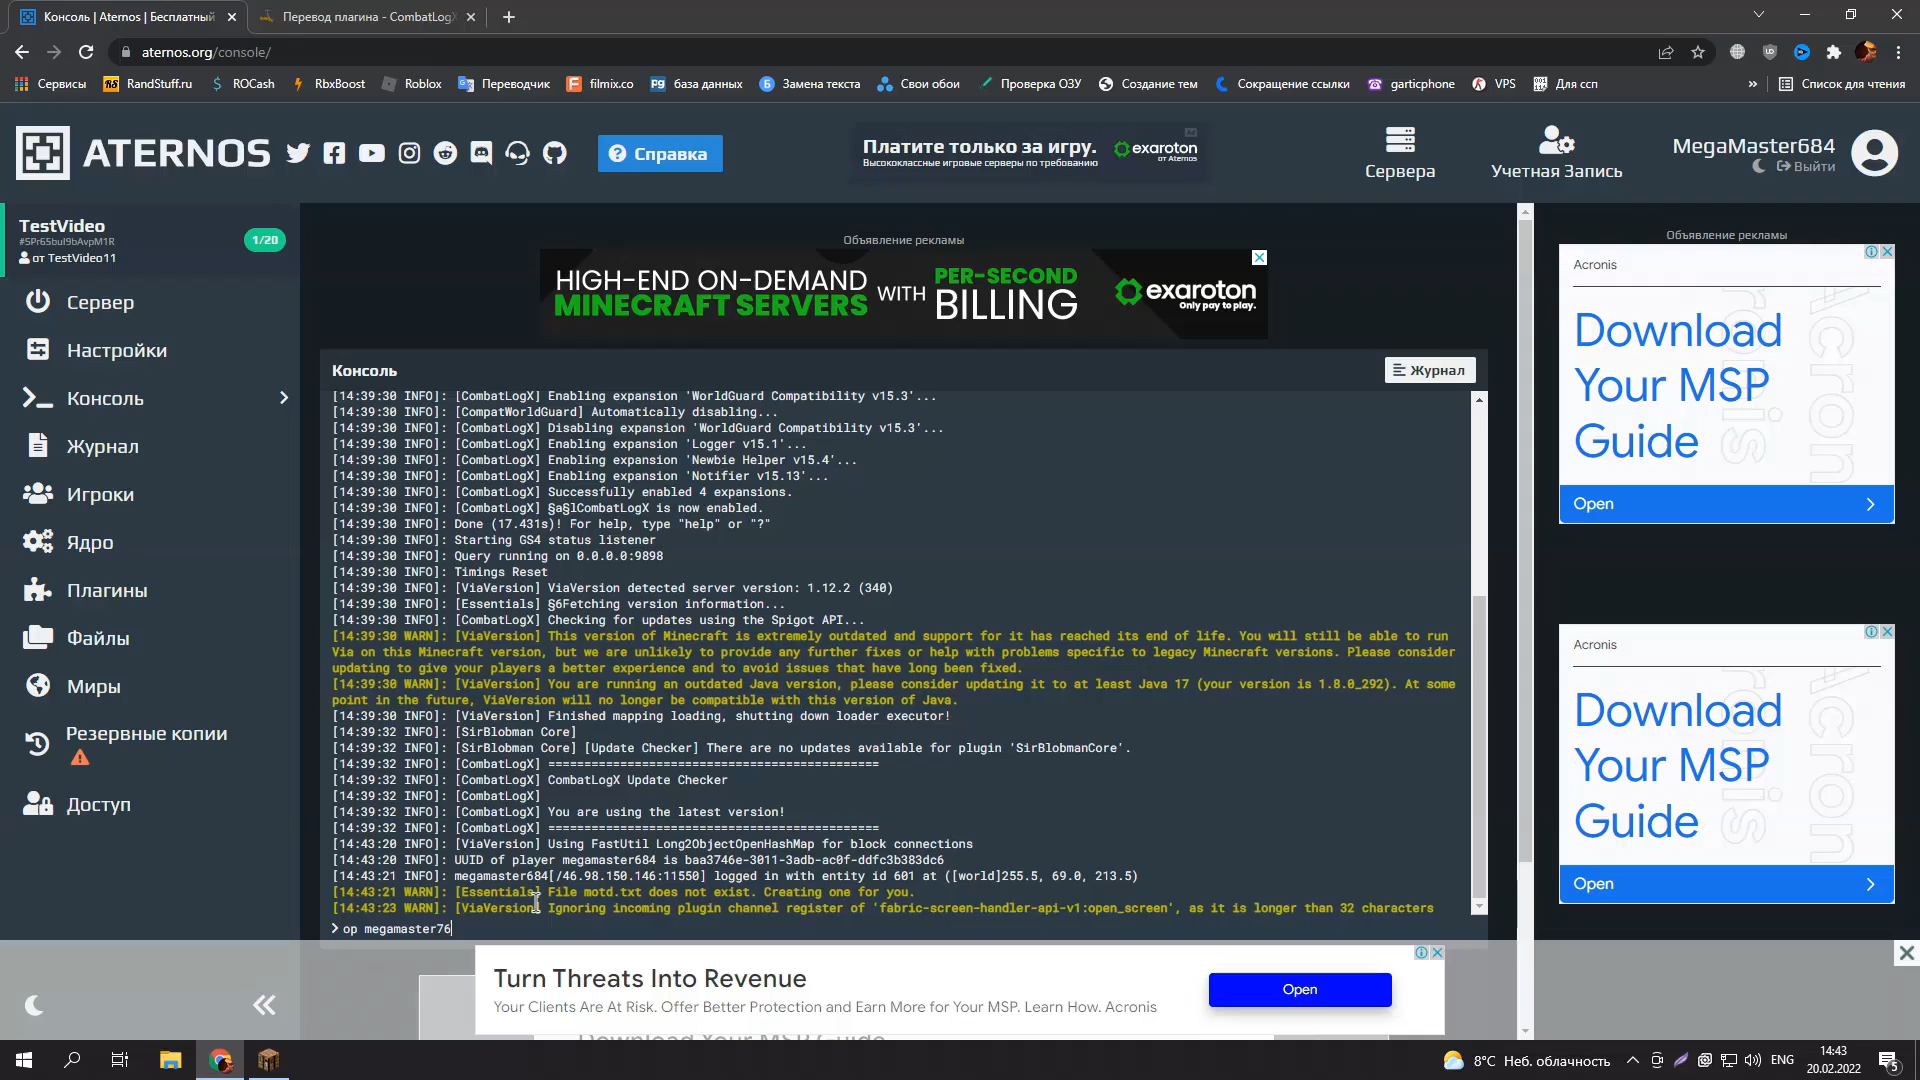 Консоль | Aternos | Бесплатный
Перевод плагина - CombatLogX
aternos.org/console/
Сервисы
RandStuff.ru
ROCash
RbxBoost
Roblox
Переводчик
filmix.co
база данных
Замена текста
Свои обои
Проверка ОЗУ
Создание тем
Сокращение ссылки
garticphone
VPS
Для ссп
Список для чтения
ATERNOS
Справка
Платите только за игру.
Высококлассные игровые серверы по требованию
exaroton
от Aternos
Ad
Сервера
Учетная Запись
MegaMaster684
Выйти
TestVideo
#SPr65bul9bAvpM1R
от TestVideo11
1/20
Сервер
Настройки
Консоль
Журнал
Игроки
Ядро
Плагины
Файлы
Миры
Резервные копии
Доступ
Объявление рекламы
HIGH-END ON-DEMAND
MINECRAFT SERVERS
WITH
PER-SECOND
BILLING
exaroton
Only pay to play.
Консоль
Журнал
[14:39:30 INFO]: [CombatLogX] Enabling expansion 'WorldGuard Compatibility v15.3'...
[14:39:30 INFO]: [CompatWorldGuard] Automatically disabling...
[14:39:30 INFO]: [CombatLogX] Disabling expansion 'WorldGuard Compatibility v15.3'...
[14:39:30 INFO]: [CombatLogX] Enabling expansion 'Logger v15.1'...
[14:39:30 INFO]: [CombatLogX] Enabling expansion 'Newbie Helper v15.4'...
[14:39:30 INFO]: [CombatLogX] Enabling expansion 'Notifier v15.13'...
[14:39:30 INFO]: [CombatLogX] Successfully enabled 4 expansions.
[14:39:30 INFO]: [CombatLogX] §a§lCombatLogX is now enabled.
[14:39:30 INFO]: Done (17.431s)! For help, type "help" or "?"
[14:39:30 INFO]: Starting GS4 status listener
[14:39:30 INFO]: Query running on 0.0.0.0:9898
[14:39:30 INFO]: Timings Reset
[14:39:30 INFO]: [ViaVersion] ViaVersion detected server version: 1.12.2 (340)
[14:39:30 INFO]: [Essentials] §6Fetching version information...
[14:39:30 INFO]: [CombatLogX] Checking for updates using the Spigot API...
[14:39:30 WARN]: [ViaVersion] This version of Minecraft is extremely outdated and support for it has reached its end of life. You will still be able to run
Via on this Minecraft version, but we are unlikely to provide any further fixes or help with problems specific to legacy Minecraft versions. Please consider
updating to give your players a better experience and to avoid issues that have long been fixed.
[14:39:30 WARN]: [ViaVersion] You are running an outdated Java version, please consider updating it to at least Java 17 (your version is 1.8.0_292). At some
point in the future, ViaVersion will no longer be compatible with this version of Java.
[14:39:30 INFO]: [ViaVersion] Finished mapping loading, shutting down loader executor!
[14:39:32 INFO]: [SirBlobman Core]
[14:39:32 INFO]: [SirBlobman Core] [Update Checker] There are no updates available for plugin 'SirBlobmanCore'.
[14:39:32 INFO]: [CombatLogX] ==============================================
[14:39:32 INFO]: [CombatLogX] CombatLogX Update Checker
[14:39:32 INFO]: [CombatLogX]
[14:39:32 INFO]: [CombatLogX] You are using the latest version!
[14:39:32 INFO]: [CombatLogX] ==============================================
[14:43:20 INFO]: [ViaVersion] Using FastUtil Long2ObjectOpenHashMap for block connections
[14:43:20 INFO]: UUID of player megamaster684 is baa3746e-3011-3adb-ac0f-ddfc3b383dc6
[14:43:21 INFO]: megamaster684[/46.98.150.146:11550] logged in with entity id 601 at ([world]255.5, 69.0, 213.5)
[14:43:21 WARN]: [Essentials] File motd.txt does not exist. Creating one for you.
[14:43:23 WARN]: [ViaVersion] Ignoring incoming plugin channel register of 'fabric-screen-handler-api-v1:open_screen', as it is longer than 32 characters
op megamaster76
Объявление рекламы
Acronis
Download
Your MSP
Guide
Acronis
Open
Acronis
Download
Your MSP
Guide
Acronis
Open
Turn Threats Into Revenue
Your Clients Are At Risk. Offer Better Protection and Earn More for Your MSP. Learn How. Acronis
Open
Download Your MSP Guide
8°C Неб. облачность
ENG
14:43
20.02.2022
5